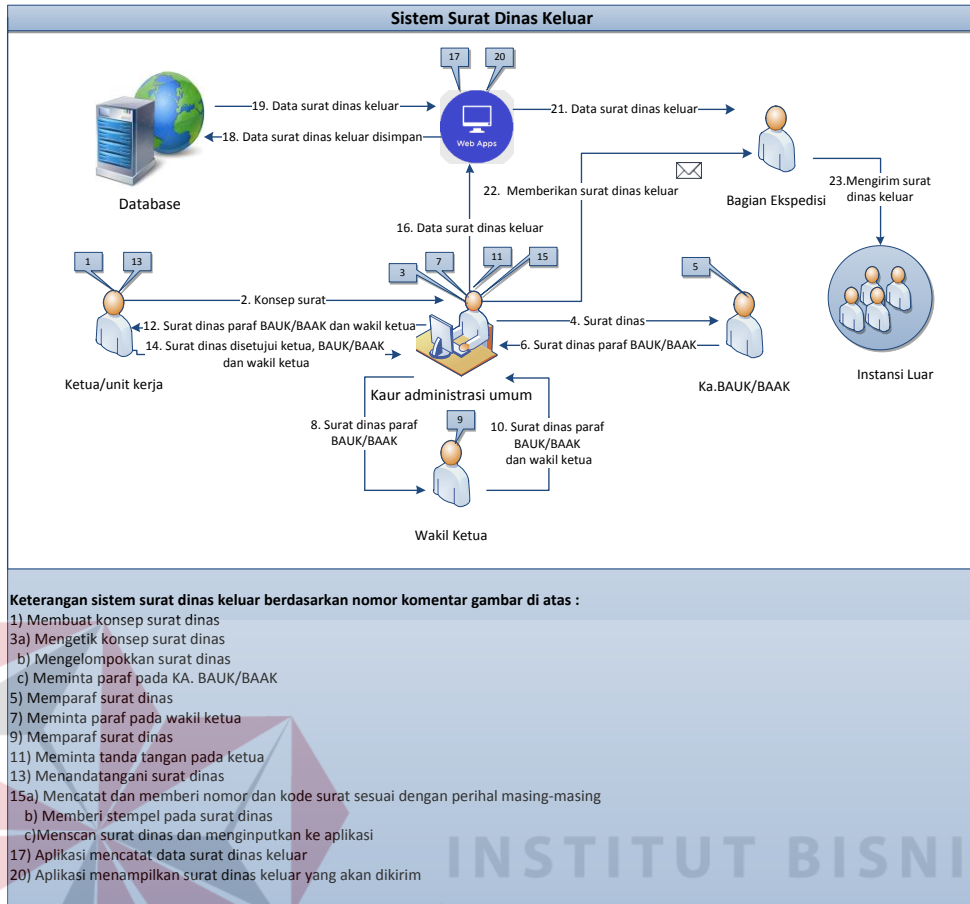 Sistem Surat Dinas Keluar
17
20
19. Data surat dinas keluar
18. Data surat dinas keluar disimpan
Web Apps
21. Data surat dinas keluar
Database
22. Memberikan surat dinas keluar
Bagian Ekspedisi
23.Mengirim surat
dinas keluar
16. Data surat dinas keluar
1
13
3
7
11
15
5
2. Konsep surat
12. Surat dinas paraf BAUK/BAAK dan wakil ketua
14. Surat dinas disetujui ketua, BAUK/BAAK
dan wakil ketua
4. Surat dinas
6. Surat dinas paraf BAUK/BAAK
Ketua/unit kerja
Kaur administrasi umum
Ka.BAUK/BAAK
Instansi Luar
8. Surat dinas paraf
BAUK/BAAK
9
10. Surat dinas paraf
BAUK/BAAK
dan wakil ketua
Wakil Ketua
Keterangan sistem surat dinas keluar berdasarkan nomor komentar gambar di atas :
1) Membuat konsep surat dinas
3a) Mengetik konsep surat dinas
b) Mengelompokkan surat dinas
c) Meminta paraf pada KA. BAUK/BAAK
5) Memparaf surat dinas
7) Meminta paraf pada wakil ketua
9) Memparaf surat dinas
11) Meminta tanda tangan pada ketua
13) Menandatangani surat dinas
15a) Mencatat dan memberi nomor dan kode surat sesuai dengan perihal masing-masing
b) Memberi stempel pada surat dinas
c)Menscan surat dinas dan menginputkan ke aplikasi
17) Aplikasi mencatat data surat dinas keluar
20) Aplikasi menampilkan surat dinas keluar yang akan dikirim
INSTITUT BISNI